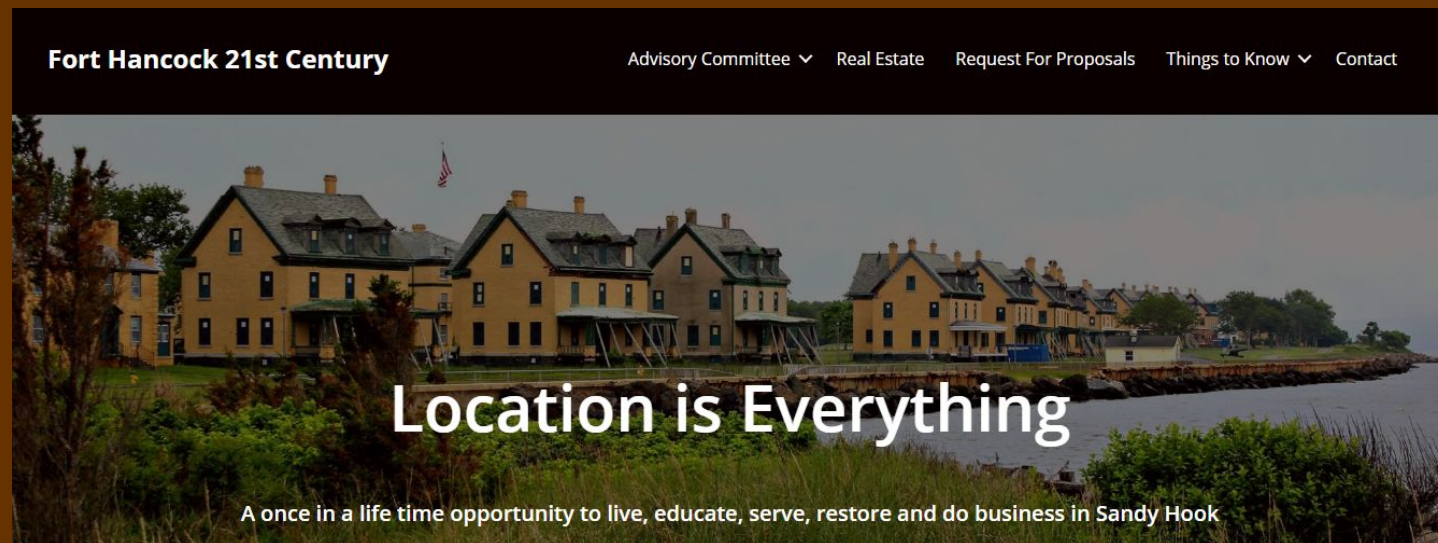 Fort Hancock 21st Century
Advisory Committee Real Estate Request For Proposals Things to Know Contact
Location is Everything
A once in a life time opportunity to live, educate, serve, restore and do business in Sandy Hook